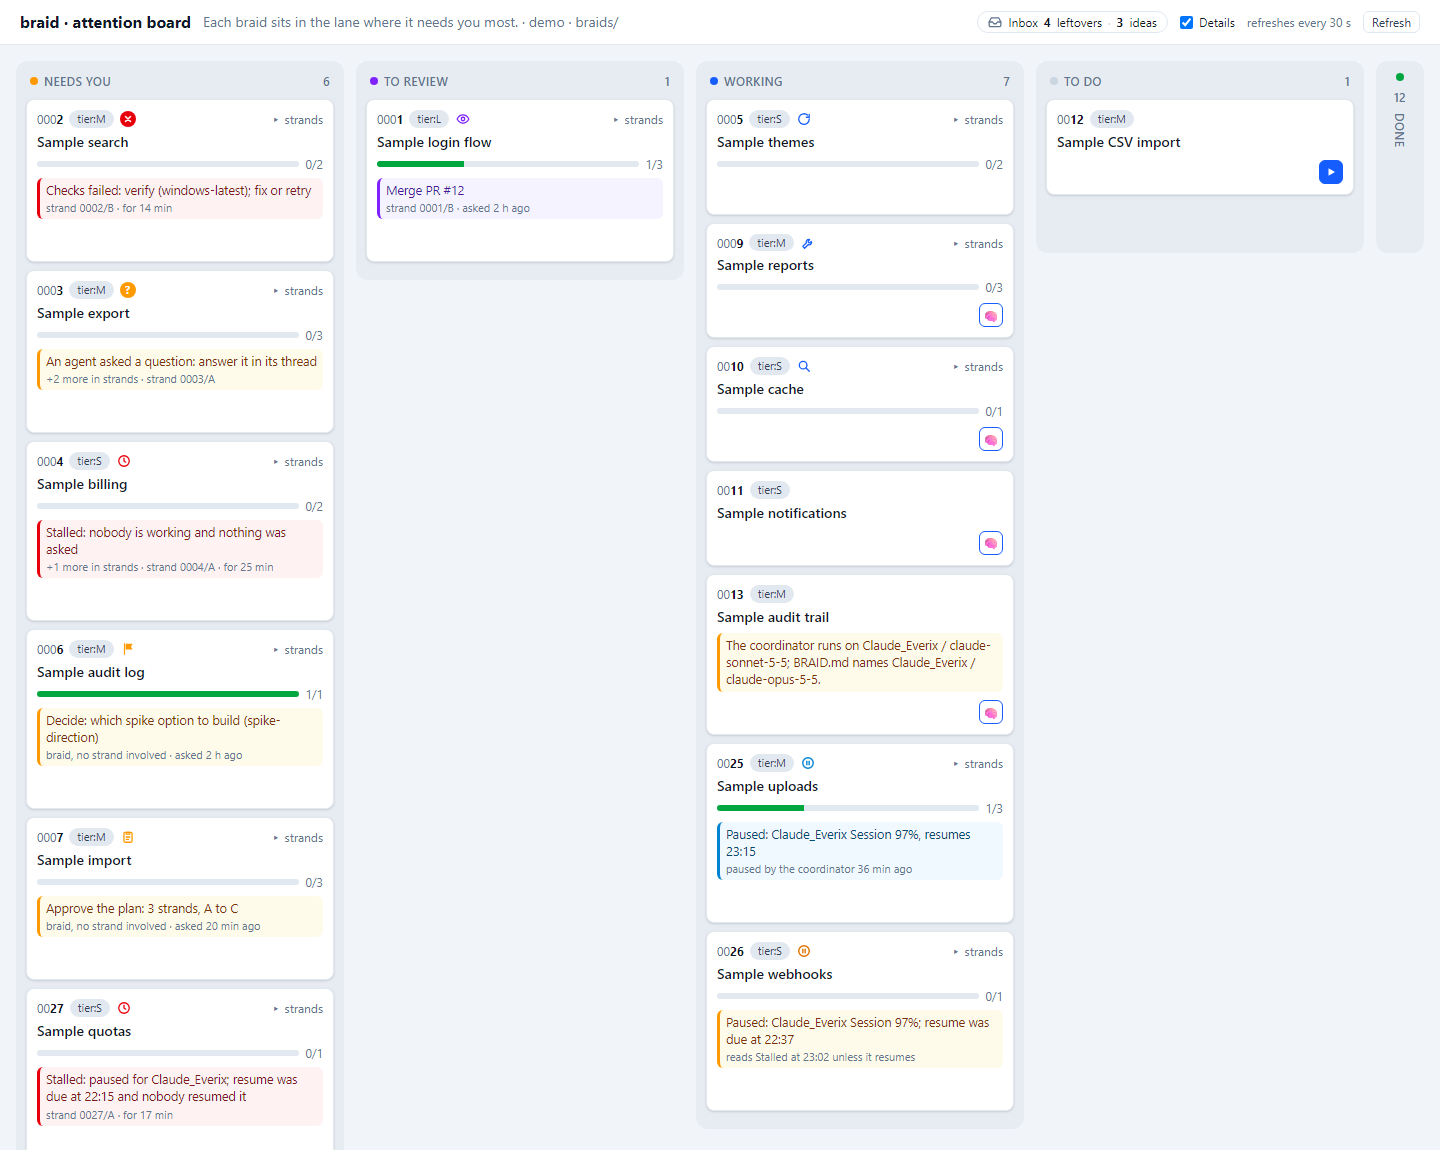 braid · attention board
Each braid sits in the lane where it needs you most. · demo · braids/
Inbox 4 leftovers · 3 ideas
Details
refreshes every 30 s
Refresh
NEEDS YOU
6
0002
tier:M
strands
Sample search
0/2
Checks failed: verify (windows-latest); fix or retry
strand 0002/B · for 14 min
0003
tier:M
?
strands
Sample export
0/3
An agent asked a question: answer it in its thread
+2 more in strands · strand 0003/A
0004
tier:S
strands
Sample billing
0/2
Stalled: nobody is working and nothing was
asked
+1 more in strands · strand 0004/A · for 25 min
0006
tier:M
strands
Sample audit log
1/1
Decide: which spike option to build (spike-
direction)
braid, no strand involved · asked 2 h ago
0007
tier:M
strands
Sample import
0/3
Approve the plan: 3 strands, A to C
braid, no strand involved · asked 20 min ago
0027
tier:S
strands
Sample quotas
0/1
Stalled: paused for Claude_Everix; resume was
due at 22:15 and nobody resumed it
strand 0027/A · for 17 min
TO REVIEW
1
0001
tier:L
strands
Sample login flow
1/3
Merge PR #12
strand 0001/B · asked 2 h ago
WORKING
7
0005
tier:S
strands
Sample themes
0/2
0009
tier:M
strands
Sample reports
0/3
0010
tier:S
strands
Sample cache
0/1
0011
tier:S
Sample notifications
0013
tier:M
Sample audit trail
The coordinator runs on Claude_Everix / claude-
sonnet-5-5; BRAID.md names Claude_Everix /
claude-opus-5-5.
0025
tier:M
strands
Sample uploads
1/3
Paused: Claude_Everix Session 97%, resumes
23:15
paused by the coordinator 36 min ago
0026
tier:S
strands
Sample webhooks
0/1
Paused: Claude_Everix Session 97%; resume was
due at 22:37
reads Stalled at 23:02 unless it resumes
TO DO
1
0012
tier:M
Sample CSV import
12
DONE